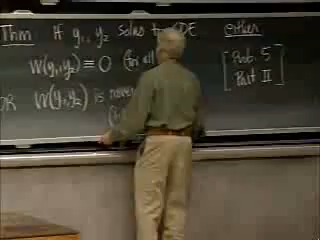 Thm If y₁, y₂ solns to ODE either
W(y₁,y₂) ≡ 0 (for all
OR W(y₁,y₂) is never
(for
[Prob. 5
Part II]